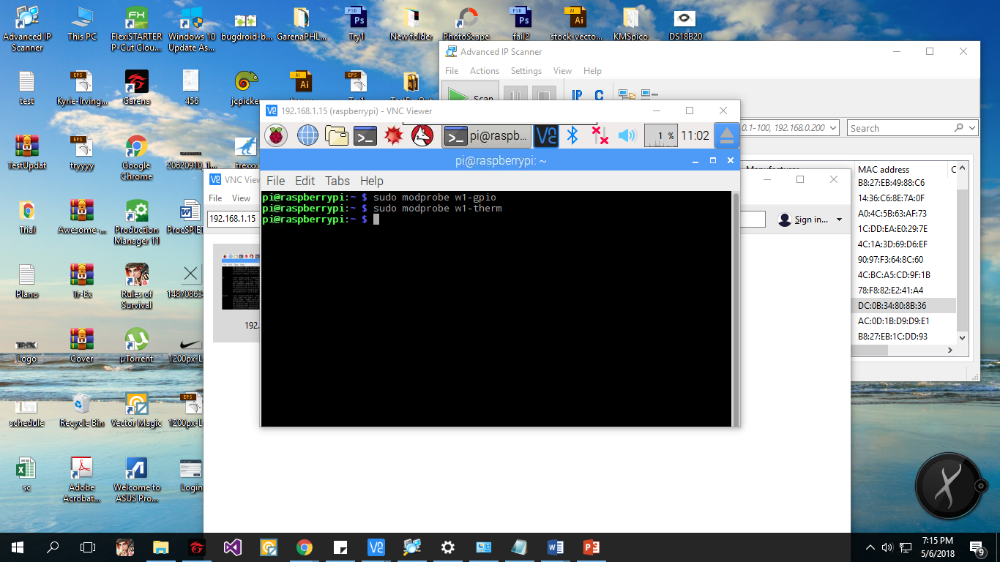 Advanced IP Scanner
This PC
FlexiSTARTER P-Cut Clou...
Windows 10 Update As...
bugdroid-b...
GarenaPHL...
Try1
New folder
PhotoScape
fail2
stock-vecto...
KMSpico
DS18B20
test
Kyrie-Irving...
Garena
456
jcpicke
TestUpdat
tryyyy
Google Chrome
20620910_1...
trexxx
Trial
Awesome-...
Production Manager 11
ProcSPIE1
Plano
Tr-Ex
Rules of Survival
14870863
Logo
Cover
µTorrent
1200px-L
schedule
Recycle Bin
Vector Magic
1200px-L
sc
Adobe Acrobat...
Welcome to ASUS Pro...
Login
Advanced IP Scanner
File Actions Settings View Help
Scan
IP C
0.1-100, 192.168.0.200
Search
MAC address
B8:27:EB:49:88:C6
14:36:C6:8E:7A:0F
A0:4C:5B:63:AF:73
1C:DD:EA:E0:29:7E
4C:1A:3D:69:D6:EF
90:97:F3:64:8C:60
4C:BC:A5:CD:9F:1B
78:F8:82:E2:41:A4
DC:0B:34:80:8B:36
AC:0D:1B:D9:D9:E1
B8:27:EB:1C:DD:93
VNC View
File View
192.168.1.15
Sign in...
192.
192.168.1.15 (raspberrypi) - VNC Viewer
pi@raspb...
1 %
11:02
pi@raspberrypi: ~
File Edit Tabs Help
pi@raspberrypi:~ $ sudo modprobe w1-gpio
pi@raspberrypi:~ $ sudo modprobe w1-therm
pi@raspberrypi:~ $
7:15 PM
5/6/2018
9